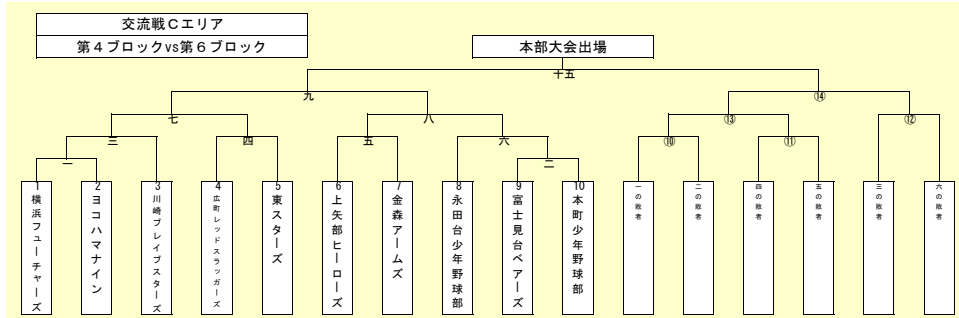 交流戦Cエリア
第4ブロックvs第6ブロック
本部大会出場
十五
九
⑭
七
八
⑬
⑫
三
四
五
六
⑩
⑪
一
二
1
横浜フューチャーズ
2
ヨコハマナイン
3
川崎ブレイブスターズ
4
広町レッドスラッガーズ
5
東スターズ
6
上矢部ヒーローズ
7
金森アームズ
8
永田台少年野球部
9
富士見台ベアーズ
10
本町少年野球部
一の敗者
二の敗者
四の敗者
五の敗者
三の敗者
六の敗者